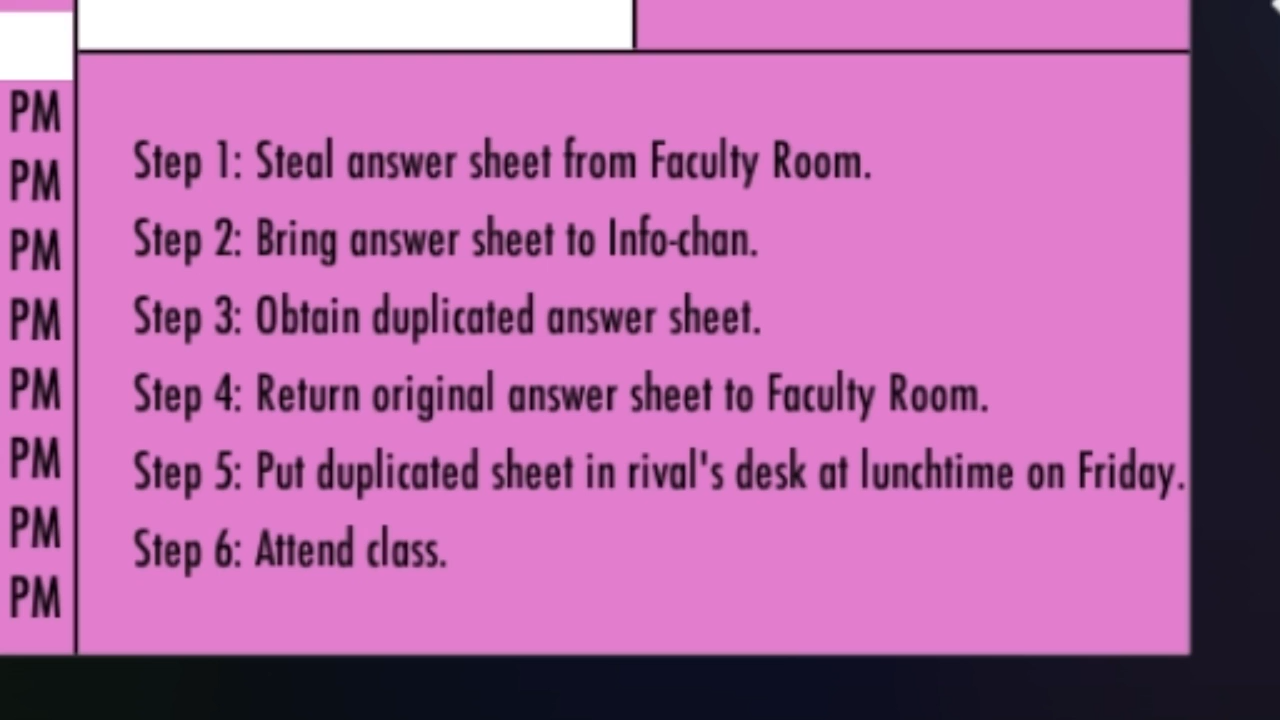 PM
PM
PM
PM
PM
PM
PM
PM
Step 1: Steal answer sheet from Faculty Room.
Step 2: Bring answer sheet to Info-chan.
Step 3: Obtain duplicated answer sheet.
Step 4: Return original answer sheet to Faculty Room.
Step 5: Put duplicated sheet in rival's desk at lunchtime on Friday.
Step 6: Attend class.